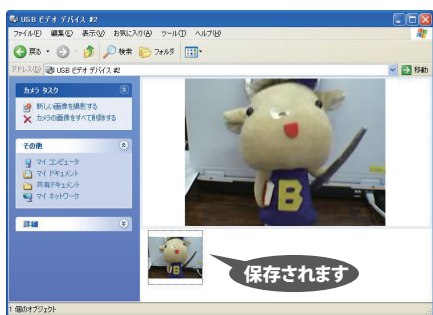 USB ビデオ デバイス #2
ファイル(F) 編集(E) 表示(V) お気に入り(A) ツール(T) ヘルプ(H)
戻る 検索 フォルダ
アドレス(D) USB ビデオ デバイス #2 移動
カメラ タスク
新しい画像を撮影する
カメラの画像をすべて削除する
その他
マイ コンピュータ
マイ ドキュメント
共有ドキュメント
マイ ネットワーク
詳細
B
B
保存されます
1 個のオブジェクト